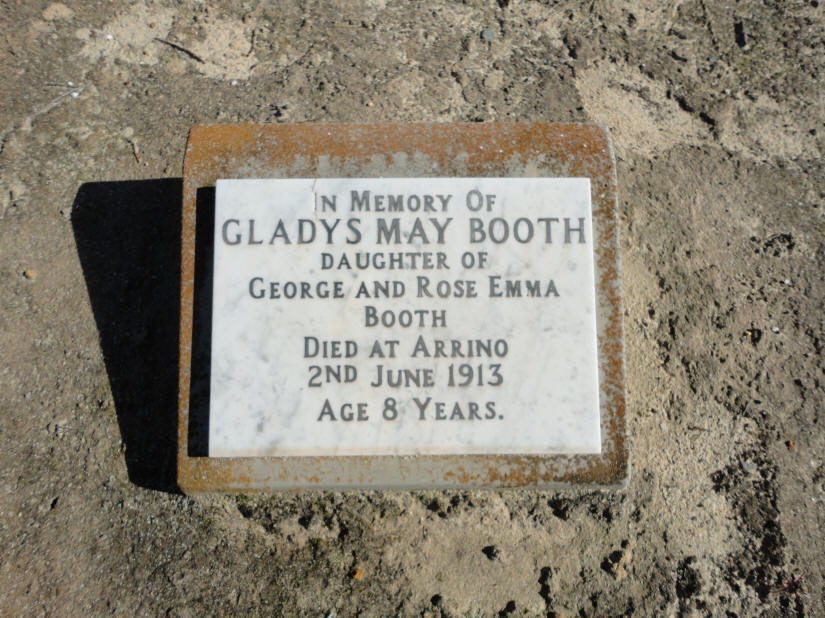 In Memory Of
GLADYS MAY BOOTH
DAUGHTER OF
GEORGE AND ROSE EMMA
BOOTH
DIED AT ARRINO
2ND JUNE 1913
AGE 8 YEARS.